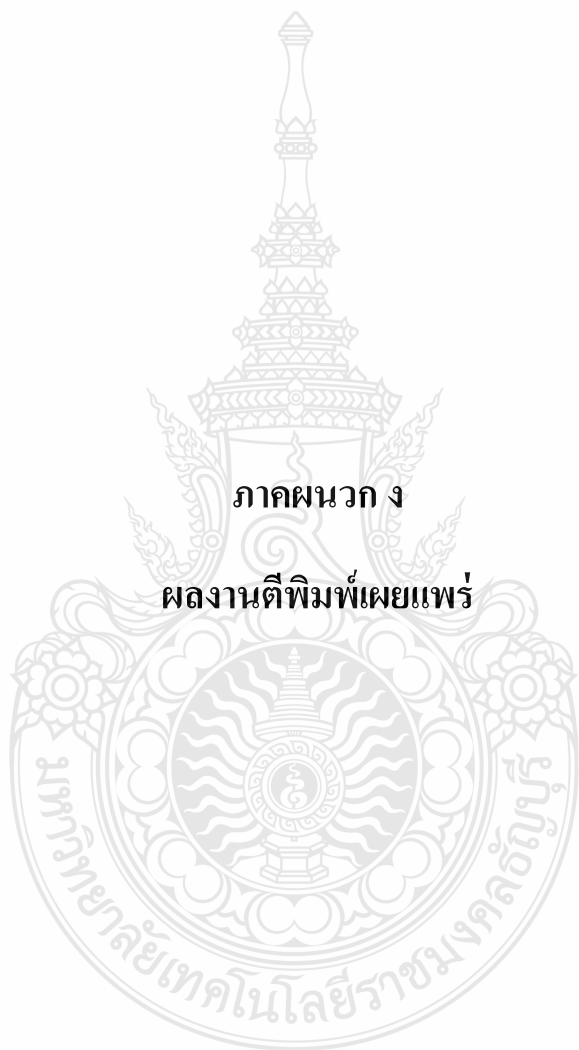 ภาคผนวก ง
ผลงานตีพิมพ์เผยแพร่
มหาวิทยาลัยเทคโนโลยีราชมงคลธัญบุรี